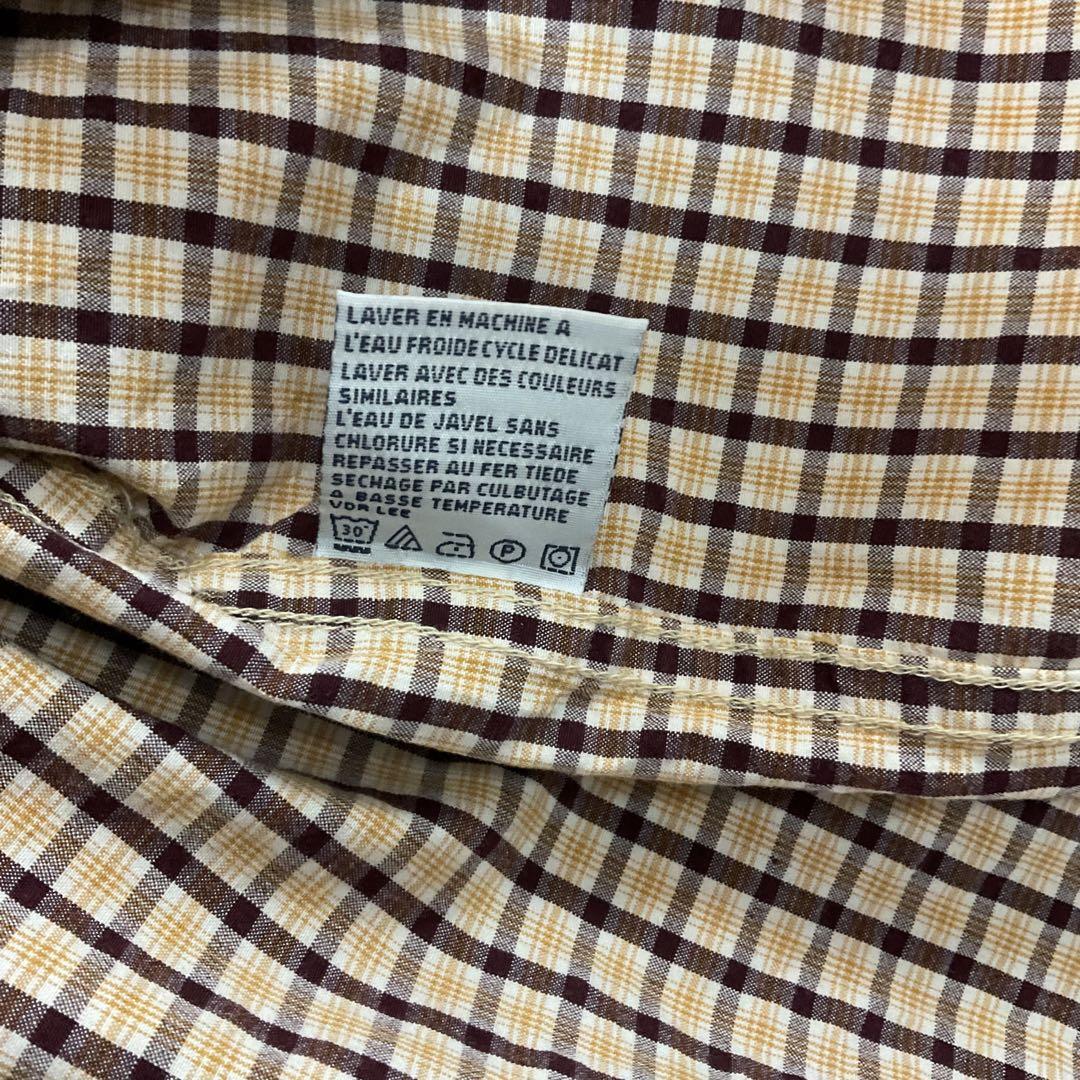 LAVER EN MACHINE A
L'EAU FROIDE CYCLE DELICAT
LAVER AVEC DES COULEURS
SIMILAIRES
L'EAU DE JAVEL SANS
CHLORURE SI NECESSAIRE
REPASSER AU FER TIEDE
SECHAGE PAR CULBUTAGE
A BASSE TEMPERATURE
30°
P